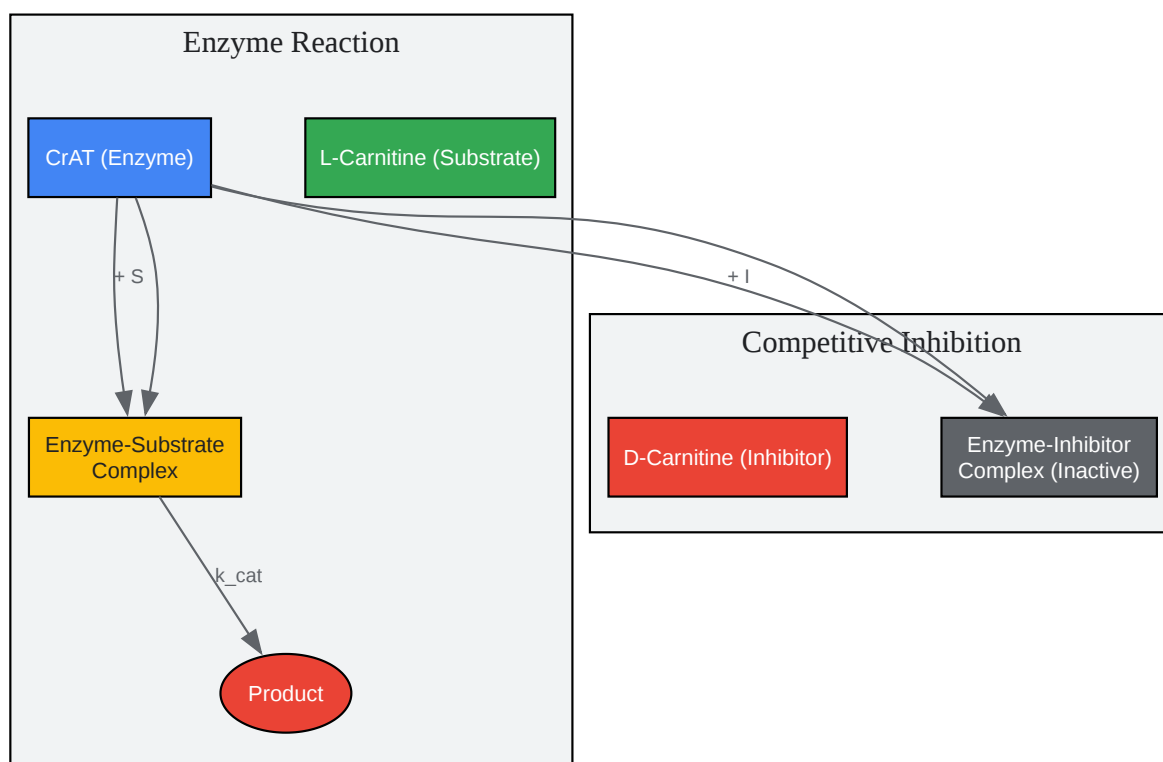 Enzyme Reaction
CrAT (Enzyme)
L-Carnitine (Substrate)
+ S
+ I
Competitive Inhibition
Enzyme-Substrate
Complex
D-Carnitine (Inhibitor)
Enzyme-Inhibitor
Complex (Inactive)
k_cat
Product